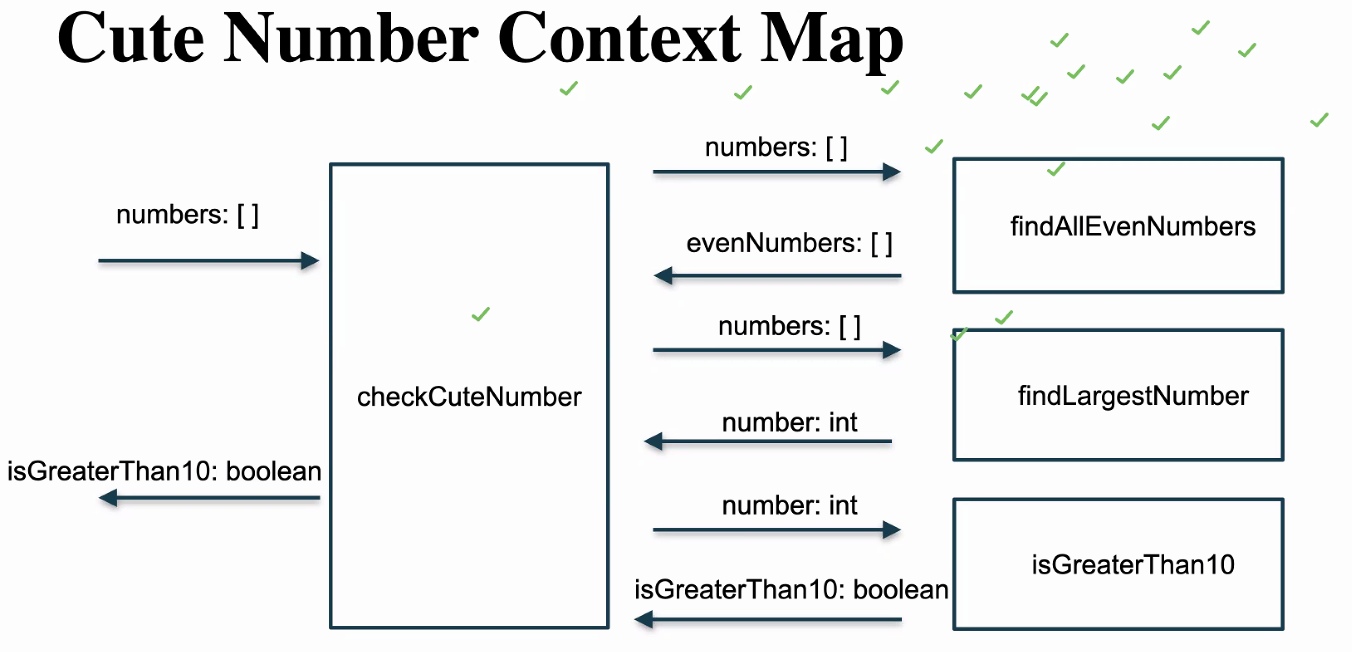 Cute Number Context Map
numbers: [ ]
checkCuteNumber
isGreaterThan10: boolean
numbers: [ ]
findAllEvenNumbers
evenNumbers: [ ]
numbers: [ ]
findLargestNumber
number: int
number: int
isGreaterThan10
isGreaterThan10: boolean